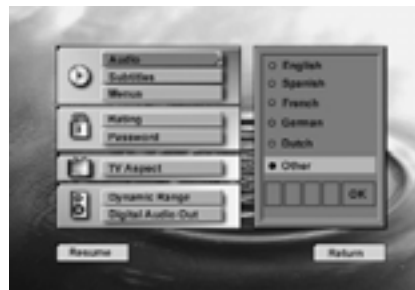 Audio
Subtitles
Menus
Rating
Password
TV Aspect
Dynamic Range
Digital Audio Out
English
Spanish
French
German
Dutch
Other
OK
Resume
Return